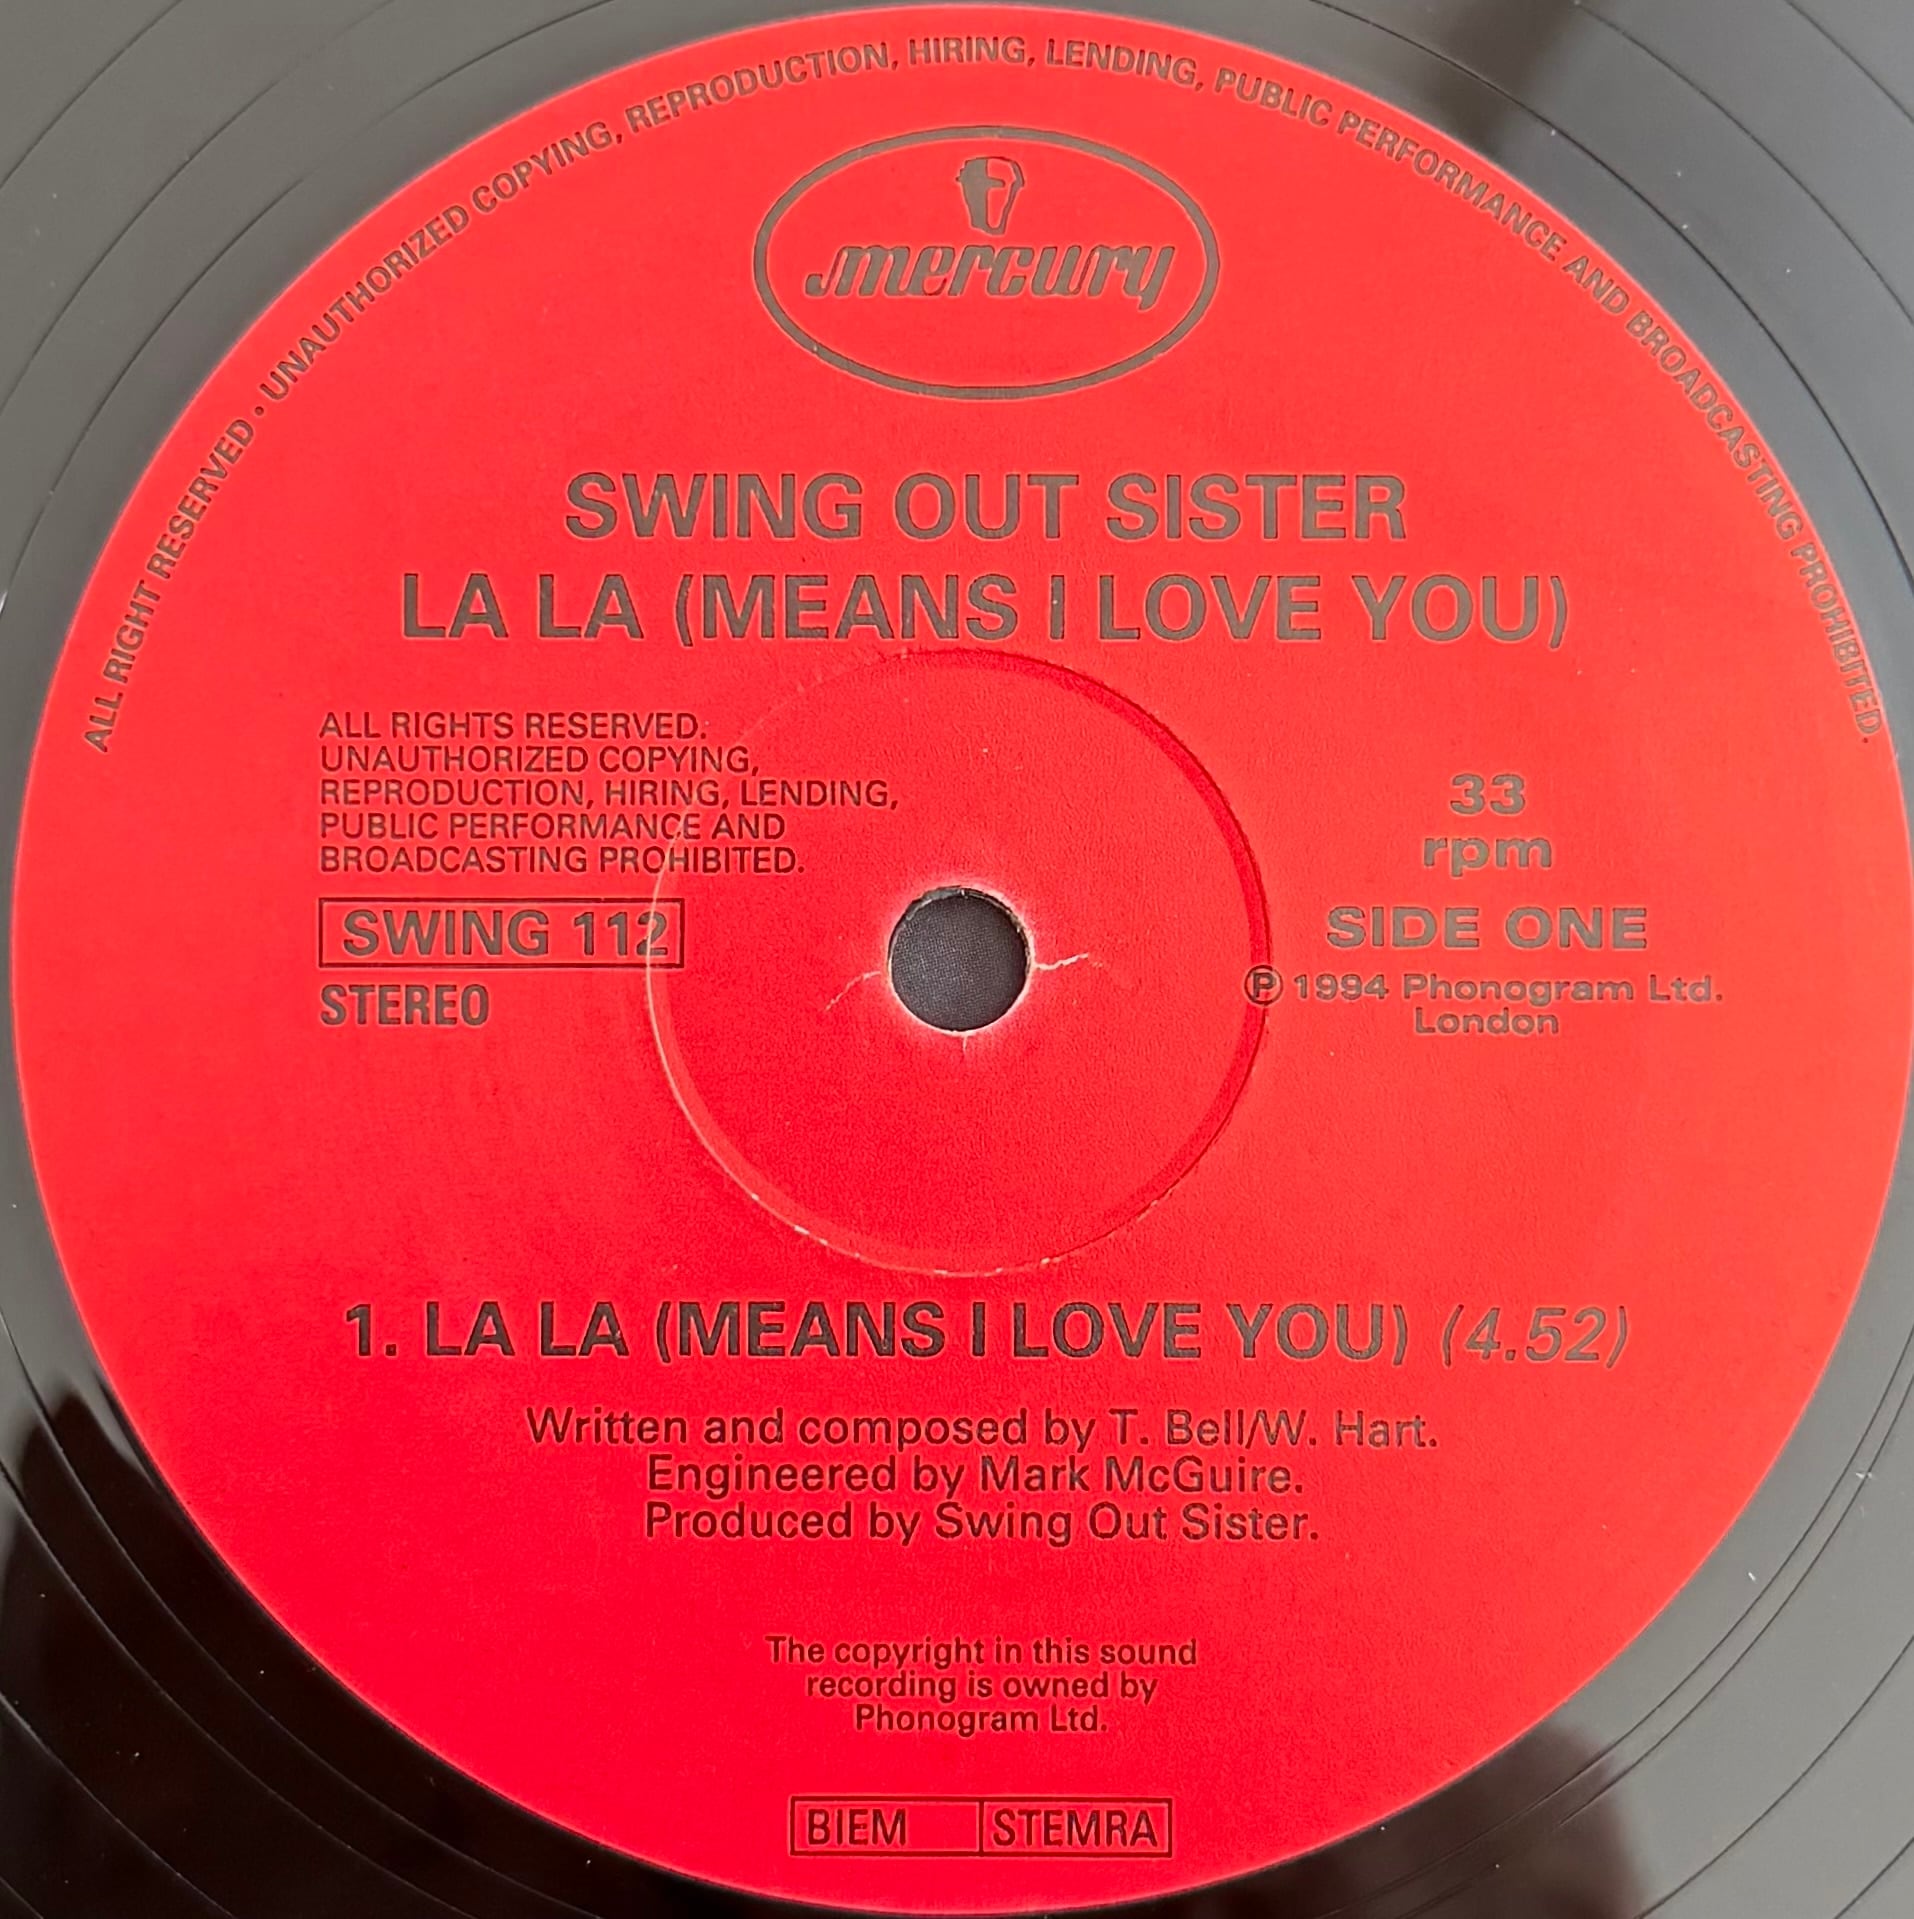 ALL RIGHT RESERVED · UNAUTHORIZED COPYING, REPRODUCTION, HIRING, LENDING, PUBLIC PERFORMANCE AND BROADCASTING PROHIBITED.
mercury
SWING OUT SISTER
LA LA (MEANS I LOVE YOU)
ALL RIGHTS RESERVED.
UNAUTHORIZED COPYING,
REPRODUCTION, HIRING, LENDING,
PUBLIC PERFORMANCE AND
BROADCASTING PROHIBITED.
SWING 112
STEREO
33
rpm
SIDE ONE
℗ 1994 Phonogram Ltd.
London
1. LA LA (MEANS I LOVE YOU) (4.52)
Written and composed by T. Bell/W. Hart.
Engineered by Mark McGuire.
Produced by Swing Out Sister.
The copyright in this sound
recording is owned by
Phonogram Ltd.
BIEM STEMRA